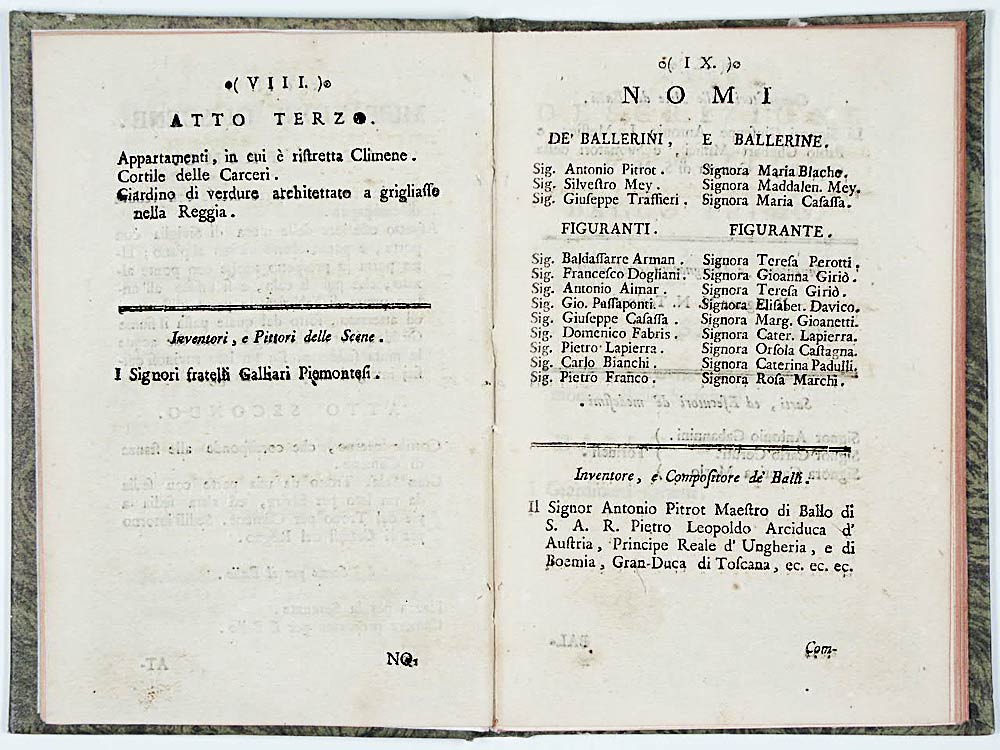 ( VIII. )
ATTO TERZO.
Appartamenti, in cui è riſtretta Climene.
Cortile delle Carceri.
Giardino di verdure architettato a grigliaſſo
nella Reggia.
Inventori, e Pittori delle Scene.
I Signori fratelli Galliari Piemonteſi.
NO-
( IX. )
NOMI
DE' BALLERINI, E BALLERINE.
Sig. Antonio Pitrot. Signora Maria Blache.
Sig. Silveſtro Mey. Signora Maddalen. Mey.
Sig. Giuſeppe Traffieri. Signora Maria Caſaſſa.
FIGURANTI. FIGURANTE.
Sig. Baldaſſarre Arman. Signora Tereſa Perotti.
Sig. Franceſco Dogliani. Signora Gioanna Giriò.
Sig. Antonio Aimar. Signora Tereſa Giriò.
Sig. Gio. Paſſaponti. Signora Eliſabet. Davico.
Sig. Giuſeppe Caſaſſa. Signora Marg. Gioanetti.
Sig. Domenico Fabris. Signora Cater. Lapierra.
Sig. Pietro Lapierra. Signora Orſola Caſtagna.
Sig. Carlo Bianchi. Signora Caterina Padulli.
Sig. Pietro Franco. Signora Roſa Marchi.
Inventore, e Compoſitore de' Balli.
Il Signor Antonio Pitrot Maeſtro di Ballo di
S. A. R. Pietro Leopoldo Arciduca d'
Auſtria, Principe Reale d' Ungheria, e di
Boemia, Gran-Duca di Toſcana, ec. ec. ec.
Com-